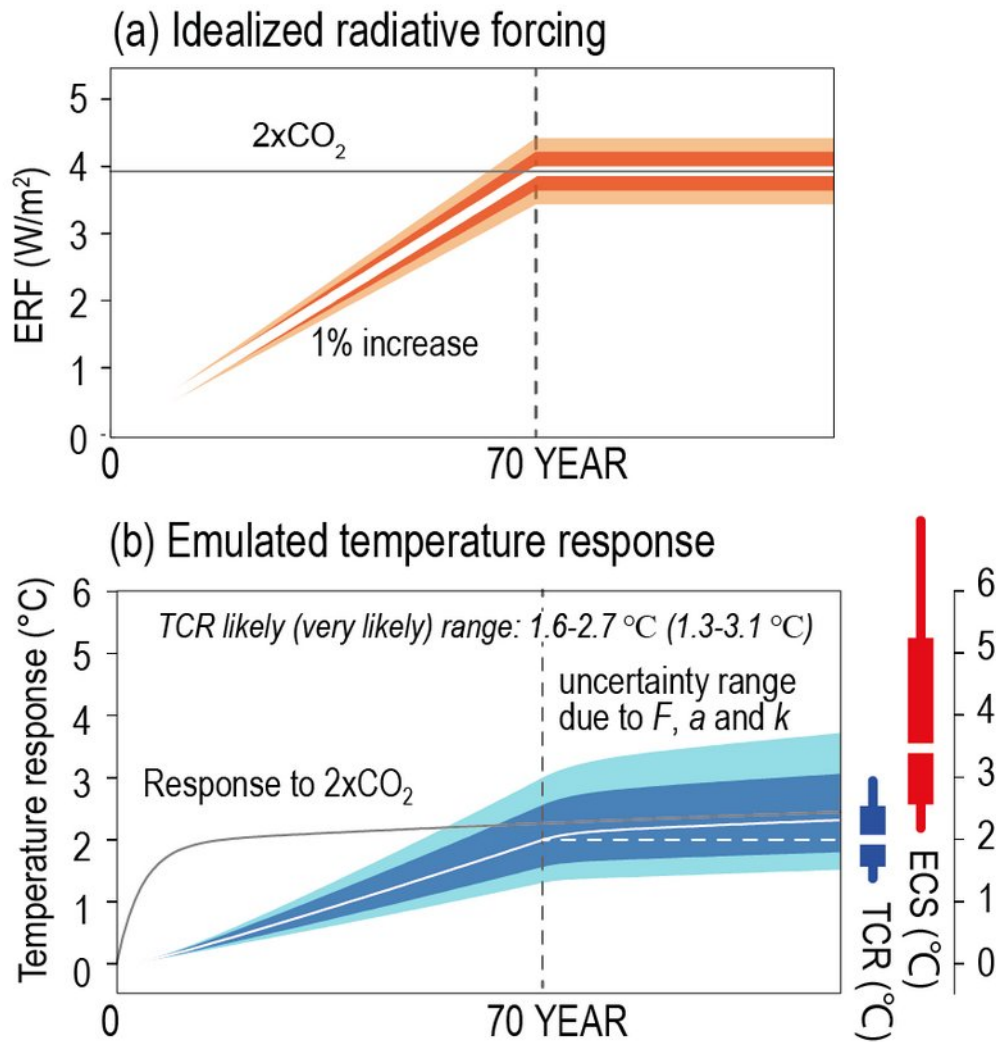 (a) Idealized radiative forcing
5
4
3
2
1
0
ERF (W/m²)
2xCO₂
1% increase
0
70 YEAR
(b) Emulated temperature response
6
5
4
3
2
1
0
Temperature response (°C)
TCR likely (very likely) range: 1.6-2.7 °C (1.3-3.1 °C)
uncertainty range
due to F, a and k
Response to 2xCO₂
0
70 YEAR
TCR (°C)
ECS (°C)
6
5
4
3
2
1
0